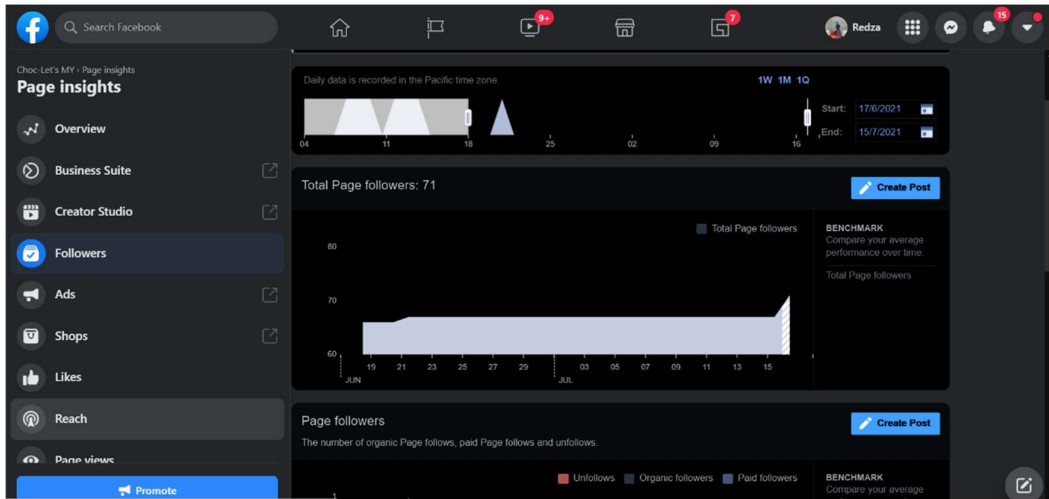 Search Facebook
9+
7
Redza
15
Choc-Let's MY · Page insights
Page insights
Overview
Business Suite
Creator Studio
Followers
Ads
Shops
Likes
Reach
Page views
Promote
Daily data is recorded in the Pacific time zone
1W 1M 1Q
Start: 17/6/2021
End: 15/7/2021
04 11 18 25 02 09 16
Total Page followers: 71
Create Post
Total Page followers
BENCHMARK
Compare your average
performance over time.
Total Page followers
80
70
60
19 21 23 25 27 29 03 05 07 09 11 13 15
JUN JUL
Page followers
Create Post
The number of organic Page follows, paid Page follows and unfollows.
Unfollows Organic followers Paid followers
BENCHMARK
Compare your average
1